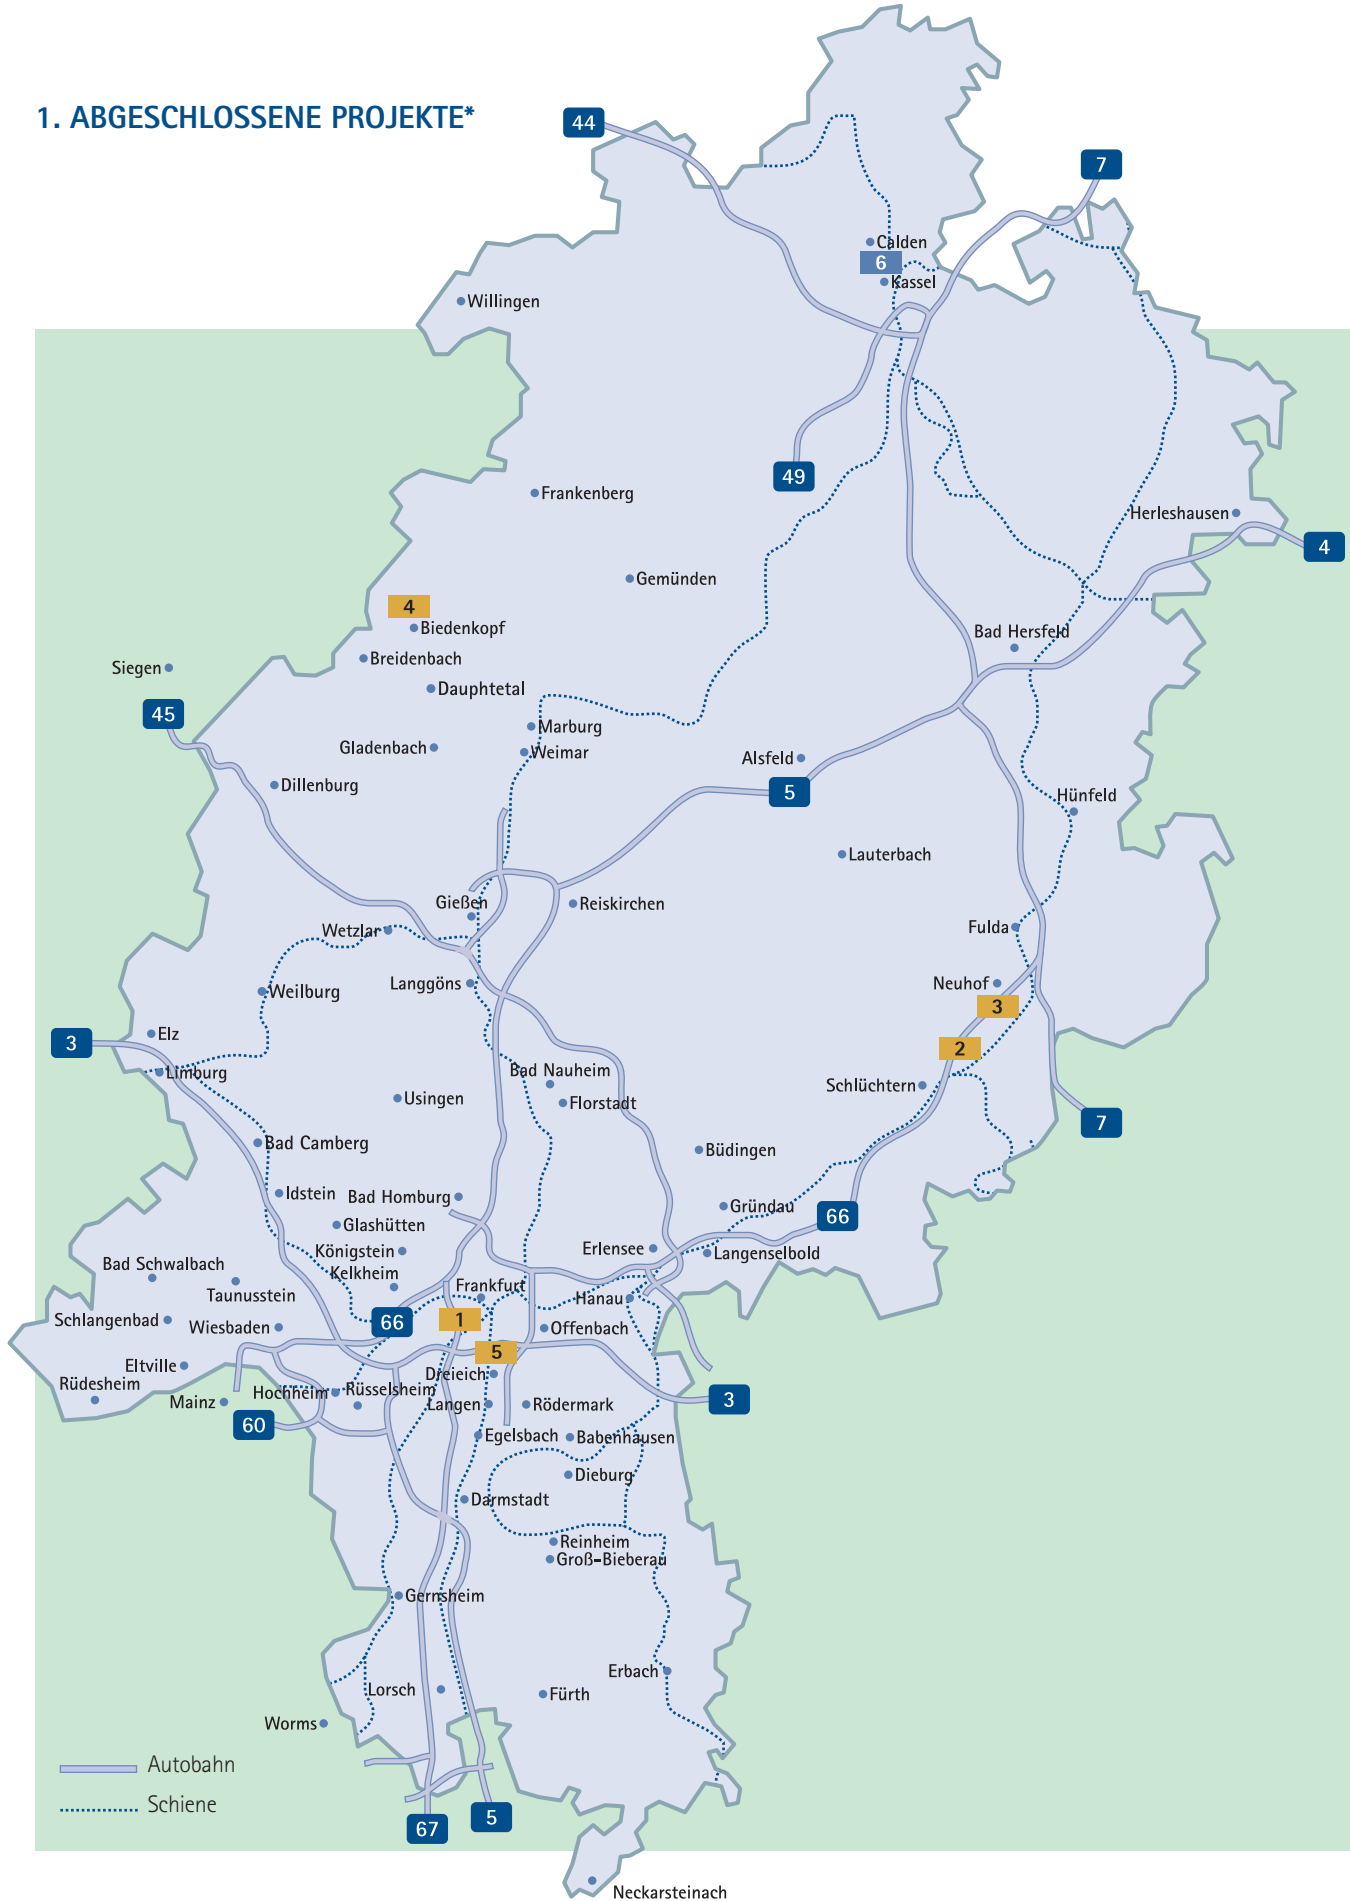 1. ABGESCHLOSSENE PROJEKTE*
44
7
Calden
6
Kassel
Willingen
49
Frankenberg
Herleshausen
4
Gemünden
4
Biedenkopf
Bad Hersfeld
Breidenbach
Siegen
Dauphtetal
45
Marburg
Gladenbach
Weimar
Alsfeld
Dillenburg
5
Hünfeld
Lauterbach
Gießen
Reiskirchen
Wetzlar
Fulda
Langgöns
Neuhof
Weilburg
3
Elz
3
2
Limburg
Bad Nauheim
Schlüchtern
Usingen
Florstadt
7
Bad Camberg
Büdingen
Idstein
Bad Homburg
Gründau
66
Glashütten
Königstein
Erlensee
Langenselbold
Bad Schwalbach
Kelkheim
Taunusstein
Frankfurt
Hanau
Schlangenbad
Wiesbaden
66
1
Offenbach
5
Eltville
Dreieich
Rüdesheim
Hochheim
Rüsselsheim
Mainz
Langen
Rödermark
3
60
Egelsbach
Babenhausen
Dieburg
Darmstadt
Reinheim
Groß-Bieberau
Gernsheim
Erbach
Lorsch
Fürth
Worms
Autobahn
Schiene
67
5
Neckarsteinach